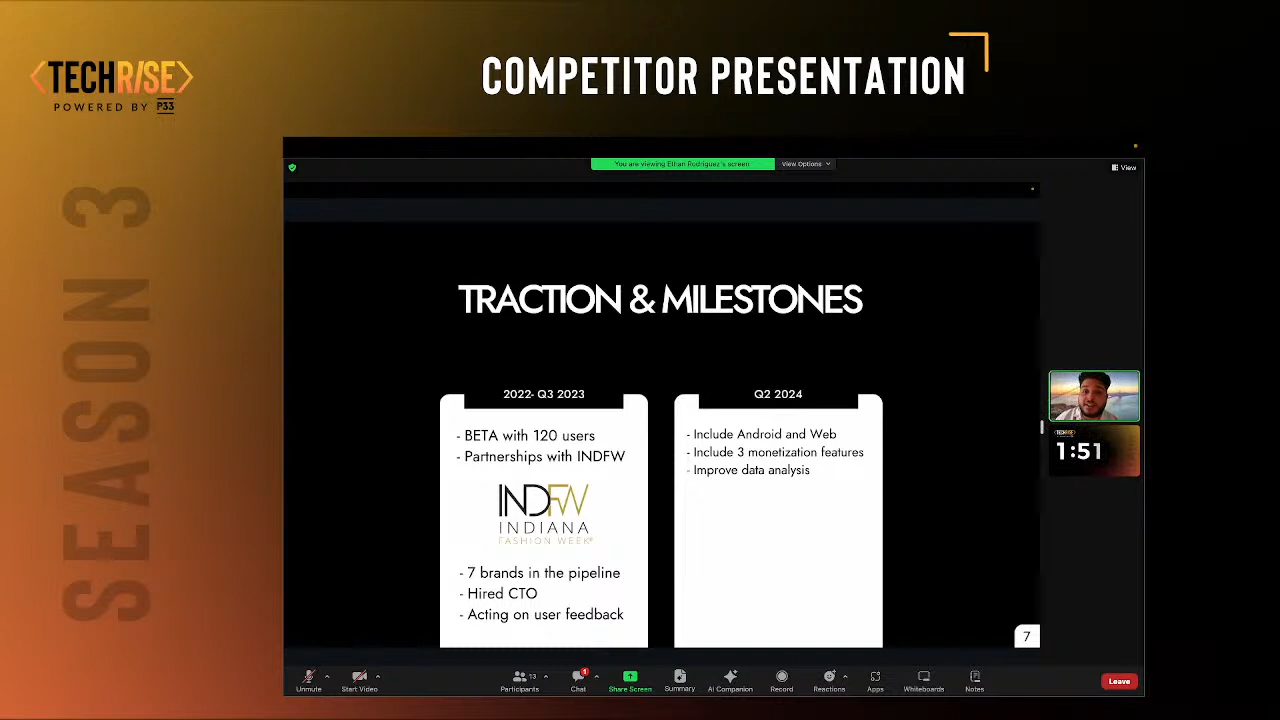 <TECHRISE>
POWERED BY P33
COMPETITOR PRESENTATION
SEASON 3
You are viewing Ethan Rodriguez's screen
View Options
View
TRACTION & MILESTONES
2022- Q3 2023
- BETA with 120 users
- Partnerships with INDFW
INDFW
INDIANA
FASHION WEEK®
- 7 brands in the pipeline
- Hired CTO
- Acting on user feedback
Q2 2024
- Include Android and Web
- Include 3 monetization features
- Improve data analysis
7
TECHRISE
1:51
Unmute
Start Video
Participants
13
Chat
1
Share Screen
Summary
AI Companion
Record
Reactions
Apps
Whiteboards
Notes
Leave